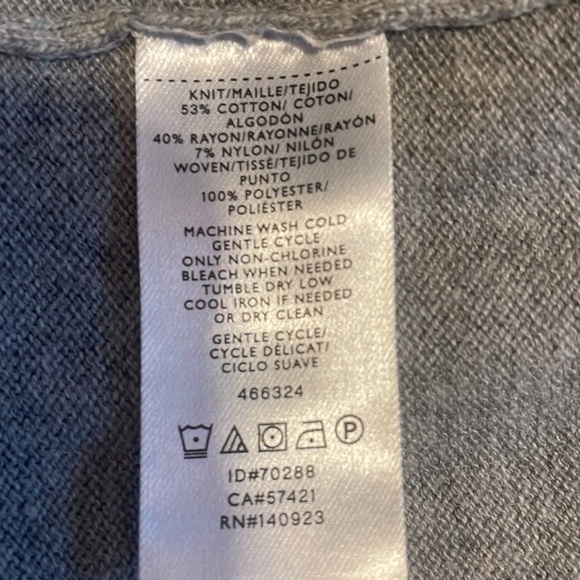 KNIT/MAILLE/TEJIDO
53% COTTON/ COTON/
ALGODÓN
40% RAYON/RAYONNE/RAYÓN
7% NYLON/ NILÓN
WOVEN/TISSÉ/TEJIDO DE
PUNTO
100% POLYESTER/
POLIÉSTER
MACHINE WASH COLD
GENTLE CYCLE
ONLY NON-CHLORINE
BLEACH WHEN NEEDED
TUMBLE DRY LOW
COOL IRON IF NEEDED
OR DRY CLEAN
GENTLE CYCLE/
CYCLE DÉLICAT/
CICLO SUAVE
466324
P
ID#70288
CA#57421
RN#140923